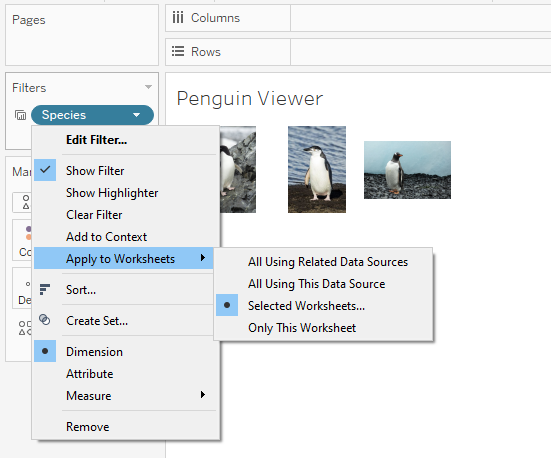 Pages
Columns
Rows
Filters
Species
Penguin Viewer
Edit Filter...
Show Filter
Show Highlighter
Clear Filter
Add to Context
Apply to Worksheets
All Using Related Data Sources
All Using This Data Source
Selected Worksheets...
Only This Worksheet
Sort...
Create Set...
Dimension
Attribute
Measure
Remove
Ma
Co
De